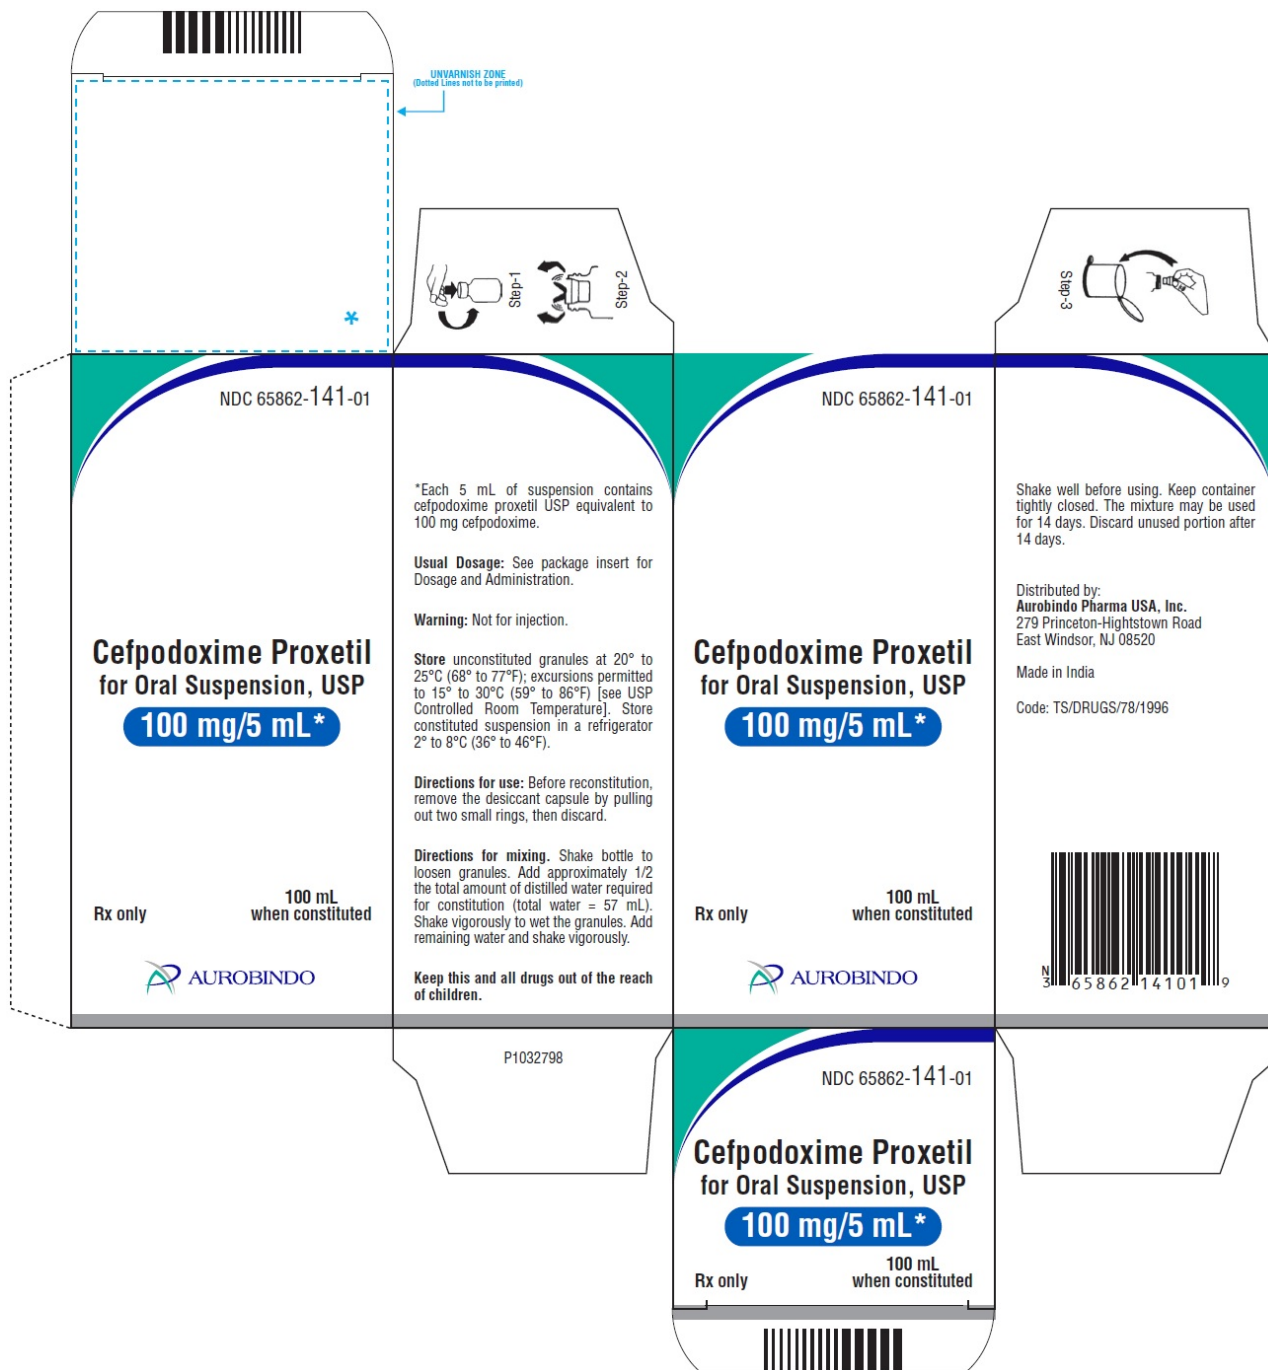 UNVARNISH ZONE
(Dotted Lines not to be printed)
*
Step-1
Step-2
Step-3
NDC 65862-141-01
Cefpodoxime Proxetil
for Oral Suspension, USP
100 mg/5 mL*
Rx only
100 mL
when constituted
AUROBINDO
*Each 5 mL of suspension contains
cefpodoxime proxetil USP equivalent to
100 mg cefpodoxime.
Usual Dosage: See package insert for
Dosage and Administration.
Warning: Not for injection.
Store unconstituted granules at 20° to
25°C (68° to 77°F); excursions permitted
to 15° to 30°C (59° to 86°F) [see USP
Controlled Room Temperature]. Store
constituted suspension in a refrigerator
2° to 8°C (36° to 46°F).
Directions for use: Before reconstitution,
remove the desiccant capsule by pulling
out two small rings, then discard.
Directions for mixing. Shake bottle to
loosen granules. Add approximately 1/2
the total amount of distilled water required
for constitution (total water = 57 mL).
Shake vigorously to wet the granules. Add
remaining water and shake vigorously.
Keep this and all drugs out of the reach
of children.
P1032798
NDC 65862-141-01
Cefpodoxime Proxetil
for Oral Suspension, USP
100 mg/5 mL*
Rx only
100 mL
when constituted
AUROBINDO
Shake well before using. Keep container
tightly closed. The mixture may be used
for 14 days. Discard unused portion after
14 days.
Distributed by:
Aurobindo Pharma USA, Inc.
279 Princeton-Hightstown Road
East Windsor, NJ 08520
Made in India
Code: TS/DRUGS/78/1996
N
3 65862 14101 9
NDC 65862-141-01
Cefpodoxime Proxetil
for Oral Suspension, USP
100 mg/5 mL*
Rx only
100 mL
when constituted